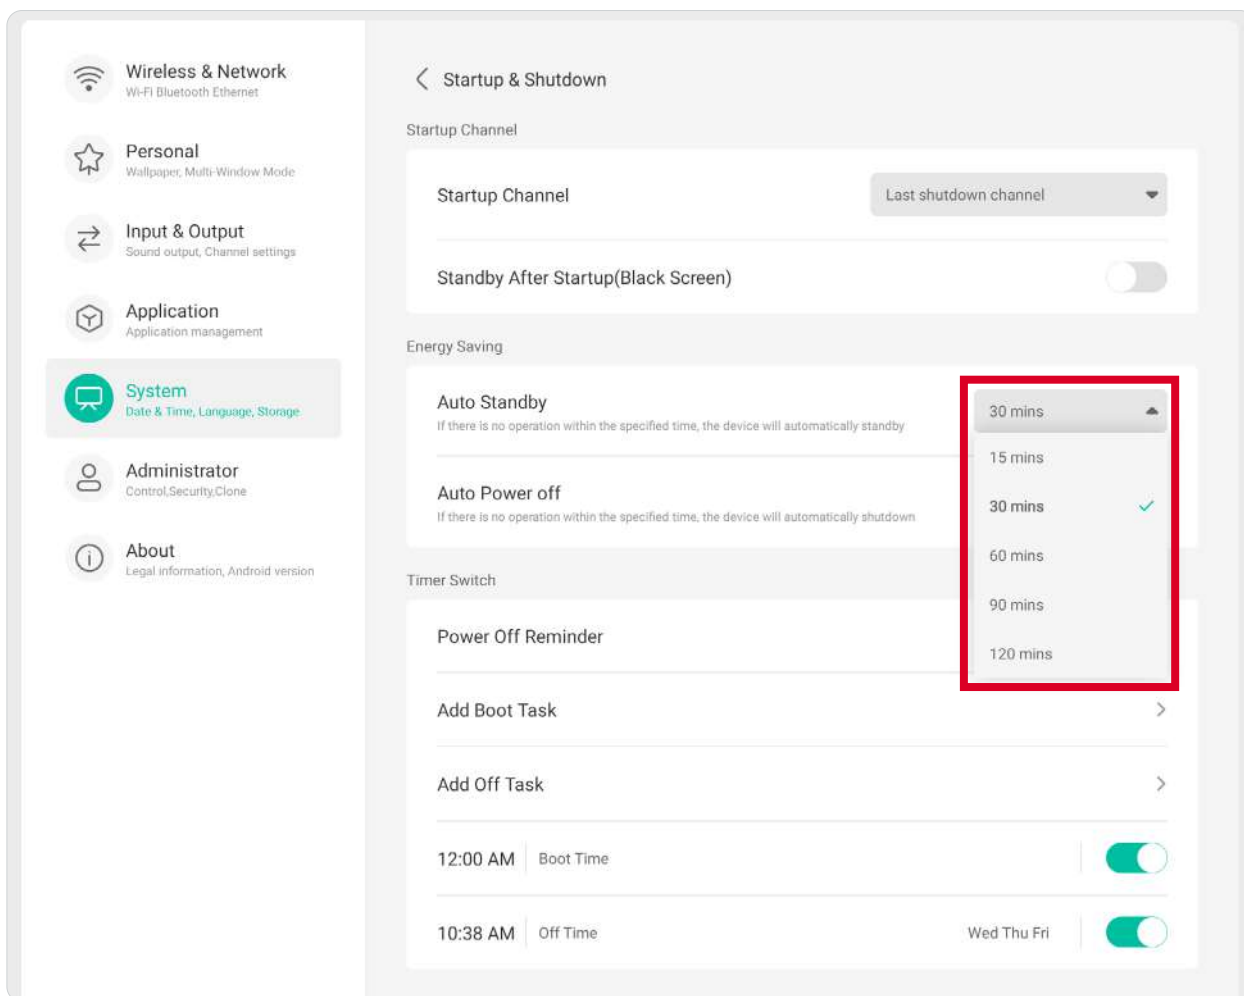 Wireless & Network
Wi-Fi Bluetooth Ethernet
Personal
Wallpaper, Multi-Window Mode
Input & Output
Sound output, Channel settings
Application
Application management
System
Date & Time, Language, Storage
Administrator
Control,Security,Clone
About
Legal information, Android version
Startup & Shutdown
Startup Channel
Startup Channel
Last shutdown channel
Standby After Startup(Black Screen)
Energy Saving
Auto Standby
If there is no operation within the specified time, the device will automatically standby
Auto Power off
If there is no operation within the specified time, the device will automatically shutdown
30 mins
15 mins
30 mins
60 mins
90 mins
120 mins
Timer Switch
Power Off Reminder
Add Boot Task
Add Off Task
12:00 AM Boot Time
10:38 AM Off Time Wed Thu Fri